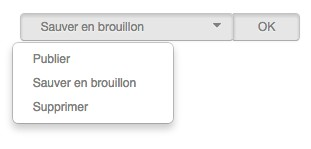 Sauver en brouillon OK
Publier
Sauver en brouillon
Supprimer